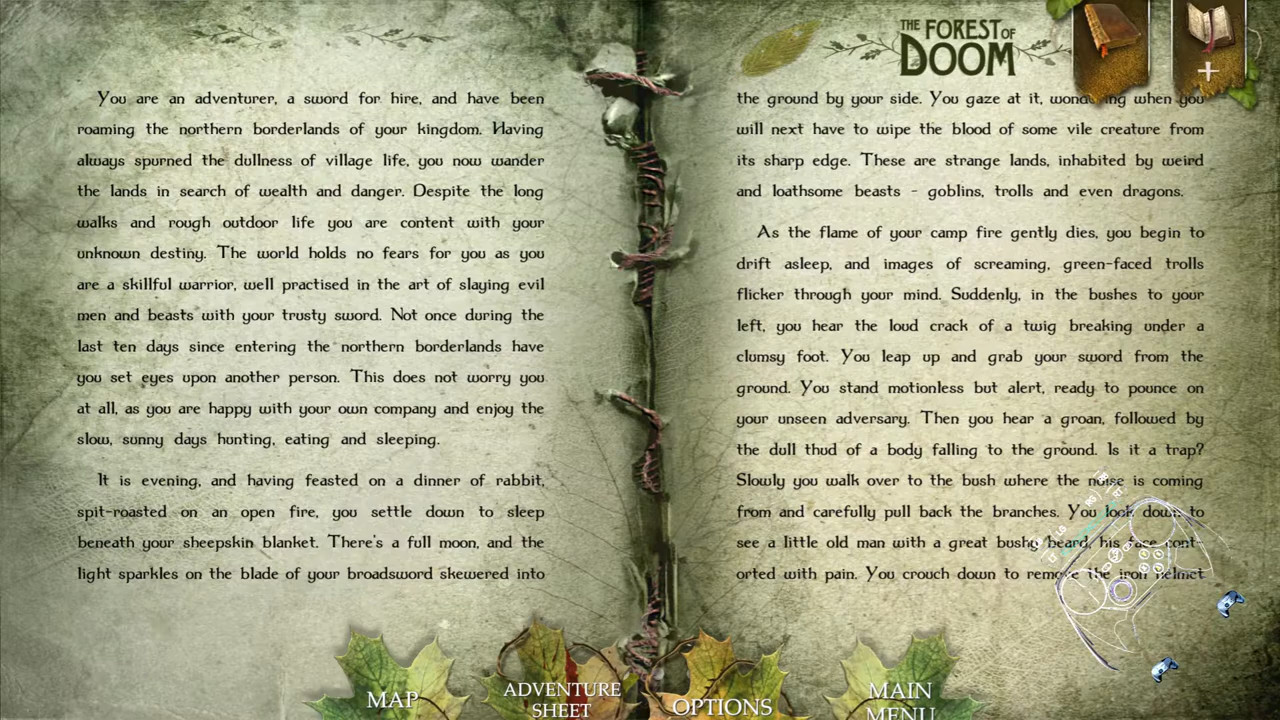 You are an adventurer, a sword for hire, and have been
roaming the northern borderlands of your kingdom. Having
always spurned the dullness of village life, you now wander
the lands in search of wealth and danger. Despite the long
walks and rough outdoor life you are content with your
unknown destiny. The world holds no fears for you as you
are a skillful warrior, well practised in the art of slaying evil
men and beasts with your trusty sword. Not once during the
last ten days since entering the northern borderlands have
you set eyes upon another person. This does not worry you
at all, as you are happy with your own company and enjoy the
slow, sunny days hunting, eating and sleeping.
It is evening, and having feasted on a dinner of rabbit,
spit-roasted on an open fire, you settle down to sleep
beneath your sheepskin blanket. There's a full moon, and the
light sparkles on the blade of your broadsword skewered into
THE FOREST OF
DOOM
the ground by your side. You gaze at it, wondering when you
will next have to wipe the blood of some vile creature from
its sharp edge. These are strange lands, inhabited by weird
and loathsome beasts - goblins, trolls and even dragons.
As the flame of your camp fire gently dies, you begin to
drift asleep, and images of screaming, green-faced trolls
flicker through your mind. Suddenly, in the bushes to your
left, you hear the loud crack of a twig breaking under a
clumsy foot. You leap up and grab your sword from the
ground. You stand motionless but alert, ready to pounce on
your unseen adversary. Then you hear a groan, followed by
the dull thud of a body falling to the ground. Is it a trap?
Slowly you walk over to the bush where the noise is coming
from and carefully pull back the branches. You look down to
see a little old man with a great bushy beard, his face cont-
orted with pain. You crouch down to remove the iron helmet
MAP
ADVENTURE
SHEET
OPTIONS
MAIN
MENU